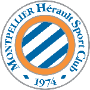 MONTPELLIER Hérault Sport Club
1974